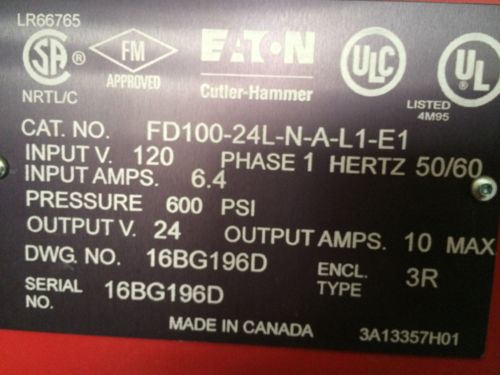 LR66765
SA ®
NRTL/C
FM
APPROVED
EATON
Cutler-Hammer
ULC
UL
LISTED
4M95
CAT. NO. FD100-24L-N-A-L1-E1
INPUT V. 120 PHASE 1 HERTZ 50/60
INPUT AMPS. 6.4
PRESSURE 600 PSI
OUTPUT V. 24 OUTPUT AMPS. 10 MAX
DWG. NO. 16BG196D ENCL. TYPE 3R
SERIAL NO. 16BG196D
MADE IN CANADA 3A13357H01